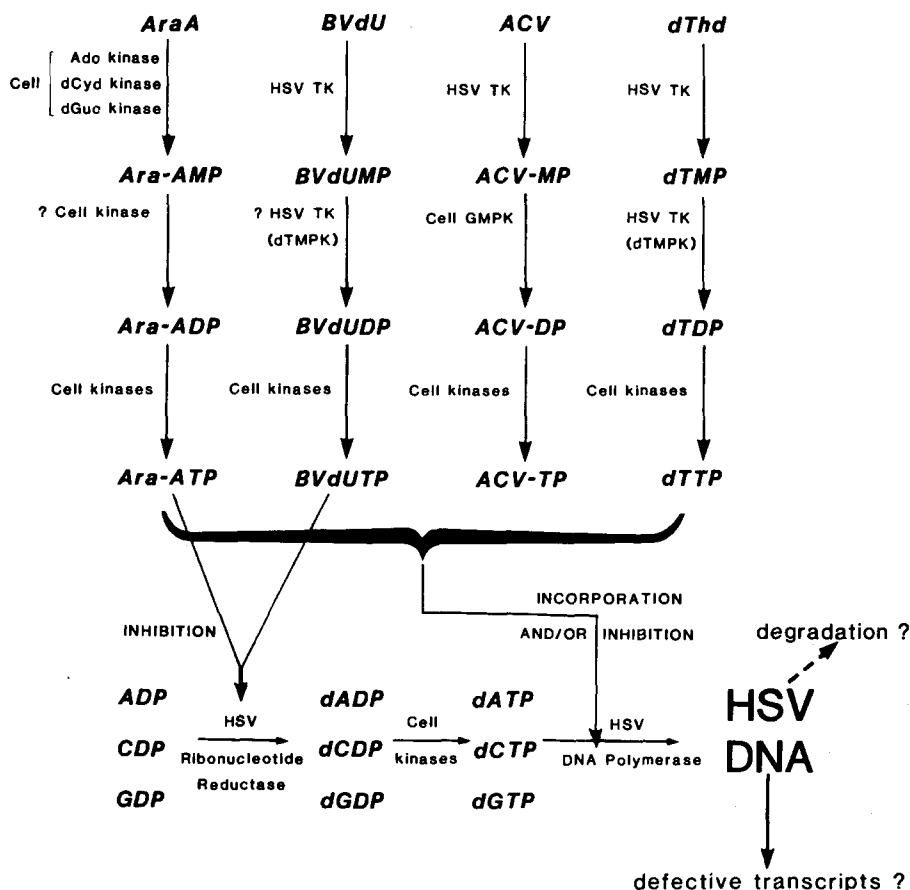 AraA BVdU ACV dThd
Cell
Ado kinase
dCyd kinase
dGuc kinase
HSV TK HSV TK HSV TK
Ara-AMP BVdUMP ACV-MP dTMP
? Cell kinase ? HSV TK Cell GMPK HSV TK
(dTMPK) (dTMPK)
Ara-ADP BVdUDP ACV-DP dTDP
Cell kinases Cell kinases Cell kinases Cell kinases
Ara-ATP BVdUTP ACV-TP dTTP
INCORPORATION
INHIBITION AND/OR INHIBITION
degradation ?
ADP dADP dATP
HSV Cell HSV
CDP dCDP dCTP
Ribonucleotide kinases DNA Polymerase
Reductase
GDP dGDP dGTP
HSV
DNA
defective transcripts ?